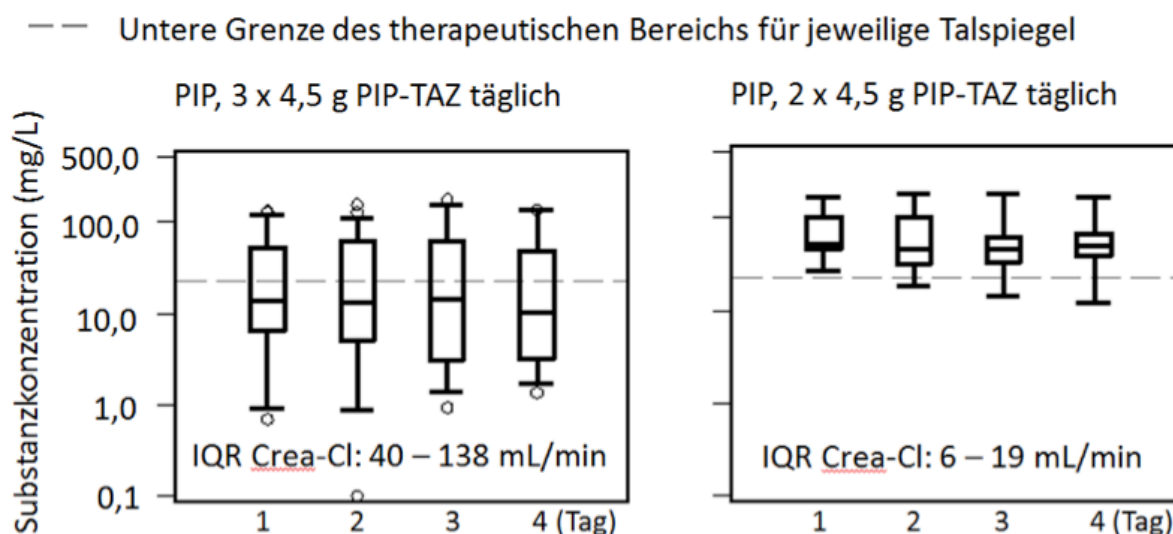 Untere Grenze des therapeutischen Bereichs für jeweilige Talspiegel
PIP, 3 x 4,5 g PIP-TAZ täglich
PIP, 2 x 4,5 g PIP-TAZ täglich
Substanzkonzentration (mg/L)
500,0
100,0
10,0
1,0
0,1
IQR Crea-Cl: 40 – 138 mL/min
IQR Crea-Cl: 6 – 19 mL/min
1 2 3 4 (Tag)
1 2 3 4 (Tag)